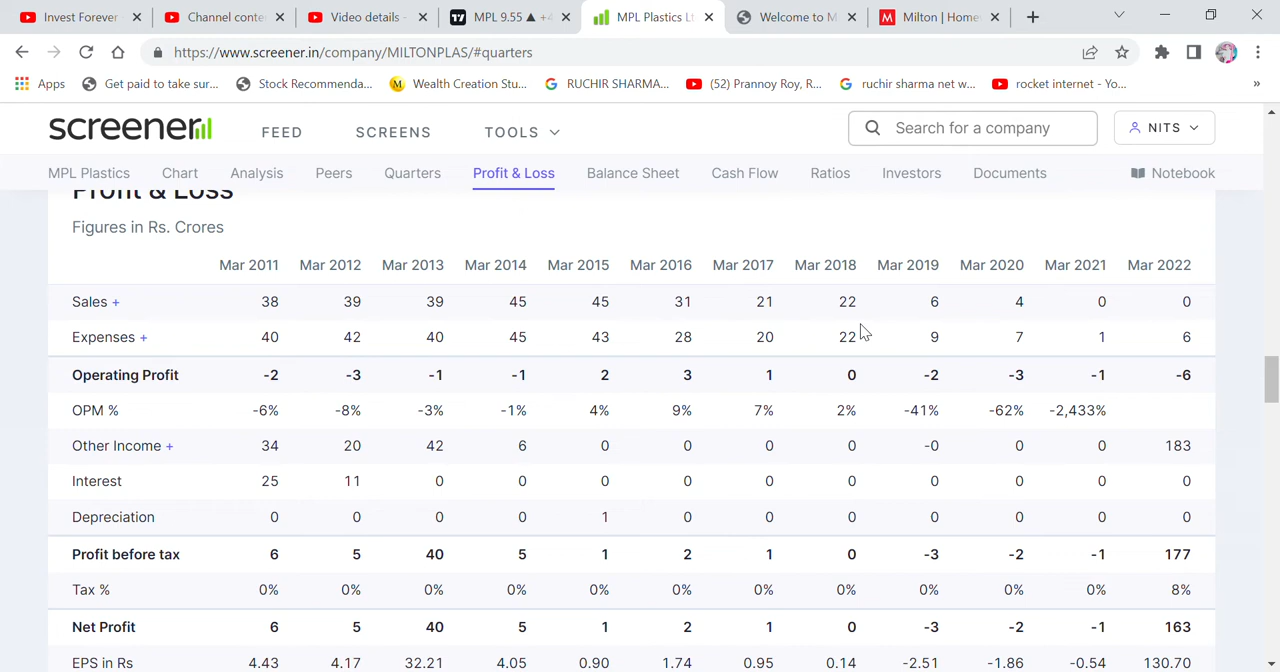 Invest Forever
Channel conte
Video details -
MPL 9.55 ▲ +4
MPL Plastics Lt
Welcome to M
Milton | Home
https://www.screener.in/company/MILTONPLAS/#quarters
Apps
Get paid to take sur...
Stock Recommenda...
Wealth Creation Stu...
RUCHIR SHARMA...
(52) Prannoy Roy, R...
ruchir sharma net w...
rocket internet - Yo...
»
screener
FEED
SCREENS
TOOLS
Search for a company
NITS
MPL Plastics Chart Analysis Peers Quarters Profit & Loss Balance Sheet Cash Flow Ratios Investors Documents Notebook
Profit & Loss
Figures in Rs. Crores
Mar 2011 Mar 2012 Mar 2013 Mar 2014 Mar 2015 Mar 2016 Mar 2017 Mar 2018 Mar 2019 Mar 2020 Mar 2021 Mar 2022
Sales + 38 39 39 45 45 31 21 22 6 4 0 0
Expenses + 40 42 40 45 43 28 20 22 9 7 1 6
Operating Profit -2 -3 -1 -1 2 3 1 0 -2 -3 -1 -6
OPM % -6% -8% -3% -1% 4% 9% 7% 2% -41% -62% -2,433%
Other Income + 34 20 42 6 0 0 0 0 -0 0 0 183
Interest 25 11 0 0 0 0 0 0 0 0 0 0
Depreciation 0 0 0 0 1 0 0 0 0 0 0 0
Profit before tax 6 5 40 5 1 2 1 0 -3 -2 -1 177
Tax % 0% 0% 0% 0% 0% 0% 0% 0% 0% 0% 0% 8%
Net Profit 6 5 40 5 1 2 1 0 -3 -2 -1 163
EPS in Rs 4.43 4.17 32.21 4.05 0.90 1.74 0.95 0.14 -2.51 -1.86 -0.54 130.70